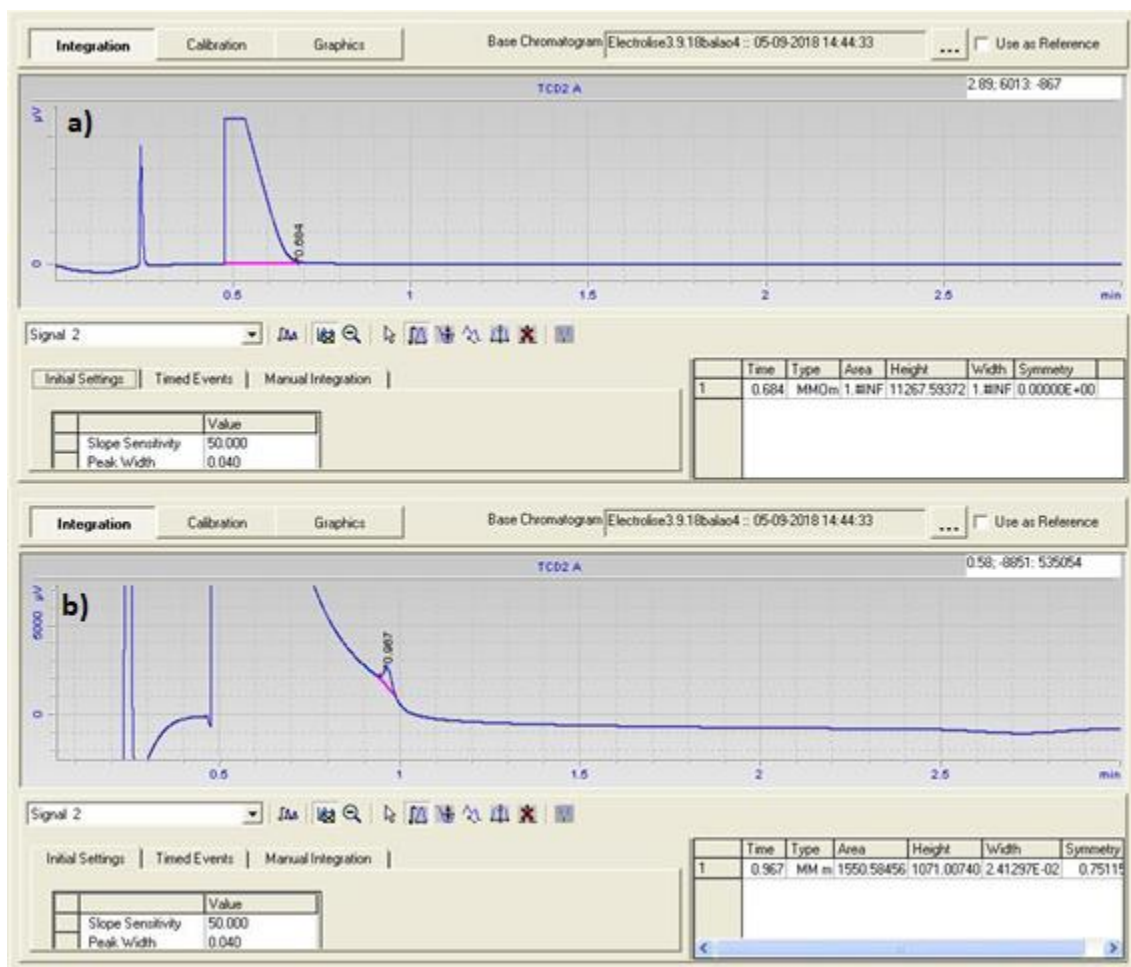 Integration Calibration Graphics Base Chromatogram Electrolise3.9.18balao4 :: 05-09-2018 14:44:33 ... Use as Reference
TCD2 A 2.89; 6013: -867
µV a)
0.684
0
0.5 1 1.5 2 2.5 min
Signal 2
Initial Settings Timed Events Manual Integration
Time Type Area Height Width Symmetry
1 0.684 MMOm 1.#INF 11267.59372 1.#INF 0.00000E+00
Value
Slope Sensitivity 50.000
Peak Width 0.040
Integration Calibration Graphics Base Chromatogram Electrolise3.9.18balao4 :: 05-09-2018 14:44:33 ... Use as Reference
TCD2 A 0.58; -8851: 535054
µV b)
5000
0.967
0
0.5 1 1.5 2 2.5 min
Signal 2
Initial Settings Timed Events Manual Integration
Time Type Area Height Width Symmetry
1 0.967 MM m 1550.58456 1071.00740 2.41297E-02 0.75115
Value
Slope Sensitivity 50.000
Peak Width 0.040